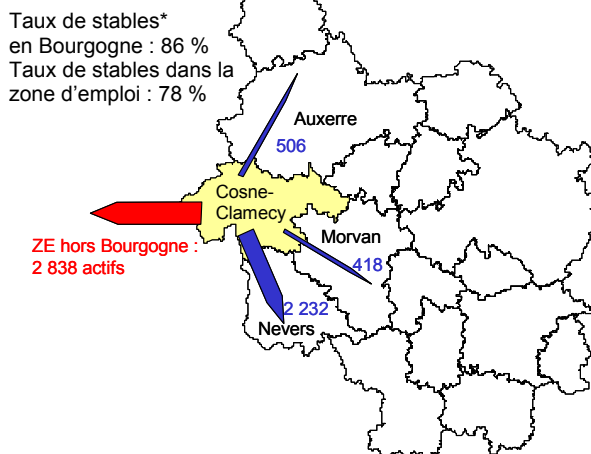 Taux de stables*
en Bourgogne : 86 %
Taux de stables dans la
zone d'emploi : 78 %
Auxerre
506
Cosne-
Clamecy
Morvan
ZE hors Bourgogne :
2 838 actifs
418
2 232
Nevers